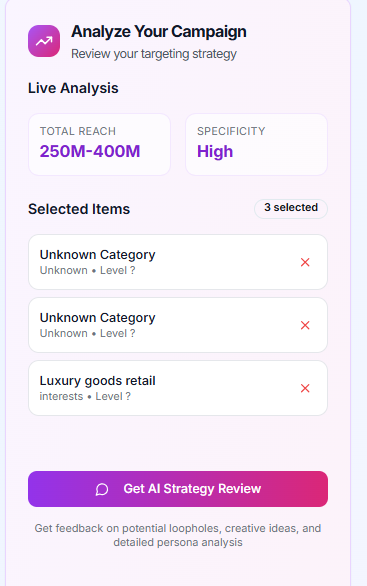 Analyze Your Campaign
Review your targeting strategy
Live Analysis
TOTAL REACH
250M-400M
SPECIFICITY
High
Selected Items
3 selected
Unknown Category
Unknown • Level ?
Unknown Category
Unknown • Level ?
Luxury goods retail
interests • Level ?
Get AI Strategy Review
Get feedback on potential loopholes, creative ideas, and
detailed persona analysis